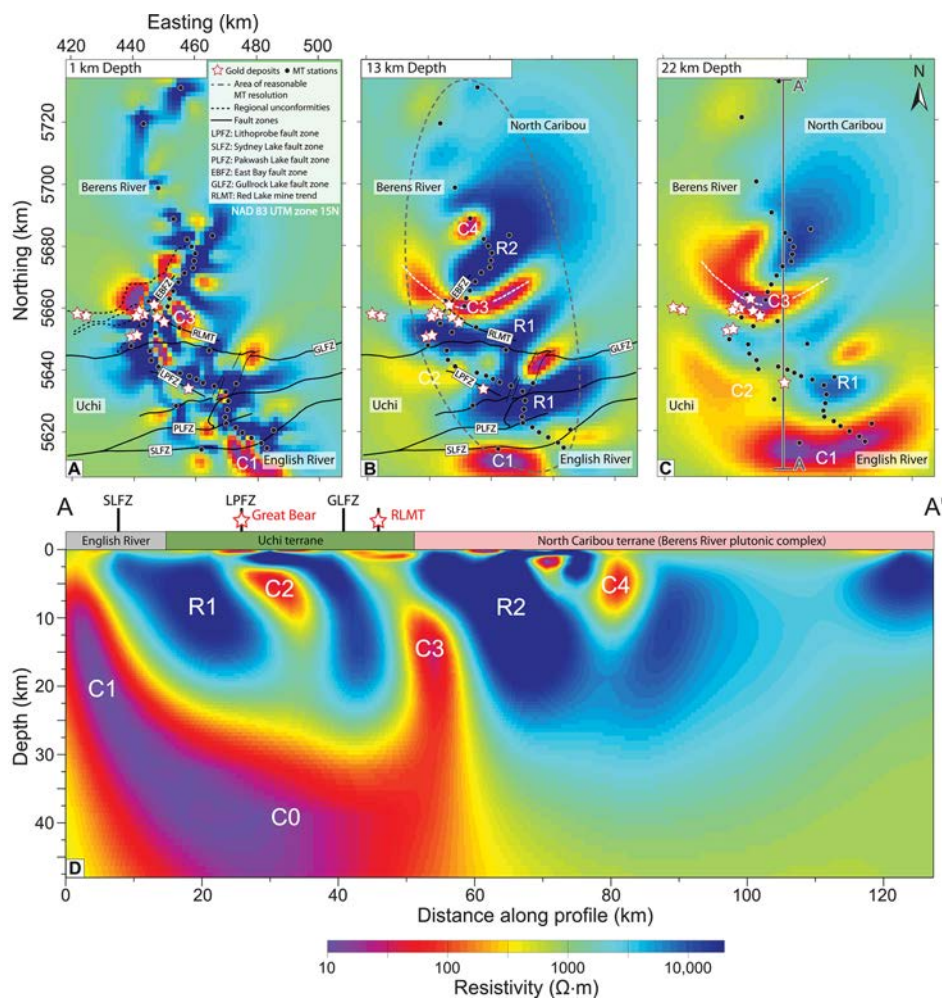 Easting (km)
420 440 460 480 500
1 km Depth
Gold deposits
MT stations
Area of reasonable
MT resolution
Regional unconformities
Fault zones
LPFZ: Lithoprobe fault zone
SLFZ: Sydney Lake fault zone
PLFZ: Pakwash Lake fault zone
EBFZ: East Bay fault zone
GLFZ: Gullrock Lake fault zone
RLMT: Red Lake mine trend
NAD 83 UTM zone 15N
Northing (km)
5720
5700
5680
5660
5640
5620
Berens River
EBFZ
C3
RLMT
GLFZ
LPFZ
Uchi
PLFZ
SLFZ
C1
English River
A
13 km Depth
North Caribou
Berens River
C4
R2
EBFZ
C3
R1
RLMT
GLFZ
C2
LPFZ
R1
Uchi
PLFZ
SLFZ
C1
English River
B
22 km Depth
A'
N
North Caribou
Berens River
C3
C2
R1
Uchi
C1
English River
A
C
A
SLFZ
LPFZ
Great Bear
GLFZ
RLMT
A'
English River
Uchi terrane
North Caribou terrane (Berens River plutonic complex)
Depth (km)
0
10
20
30
40
R1
C2
R2
C4
C3
C1
C0
D
0 20 40 60 80 100 120
Distance along profile (km)
10 100 1000 10,000
Resistivity (Ω·m)